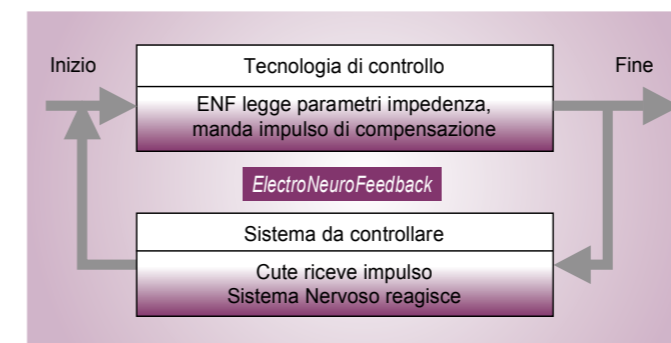 Inizio
Tecnologia di controllo
Fine
ENF legge parametri impedenza,
manda impulso di compensazione
ElectroNeuroFeedback
Sistema da controllare
Cute riceve impulso
Sistema Nervoso reagisce